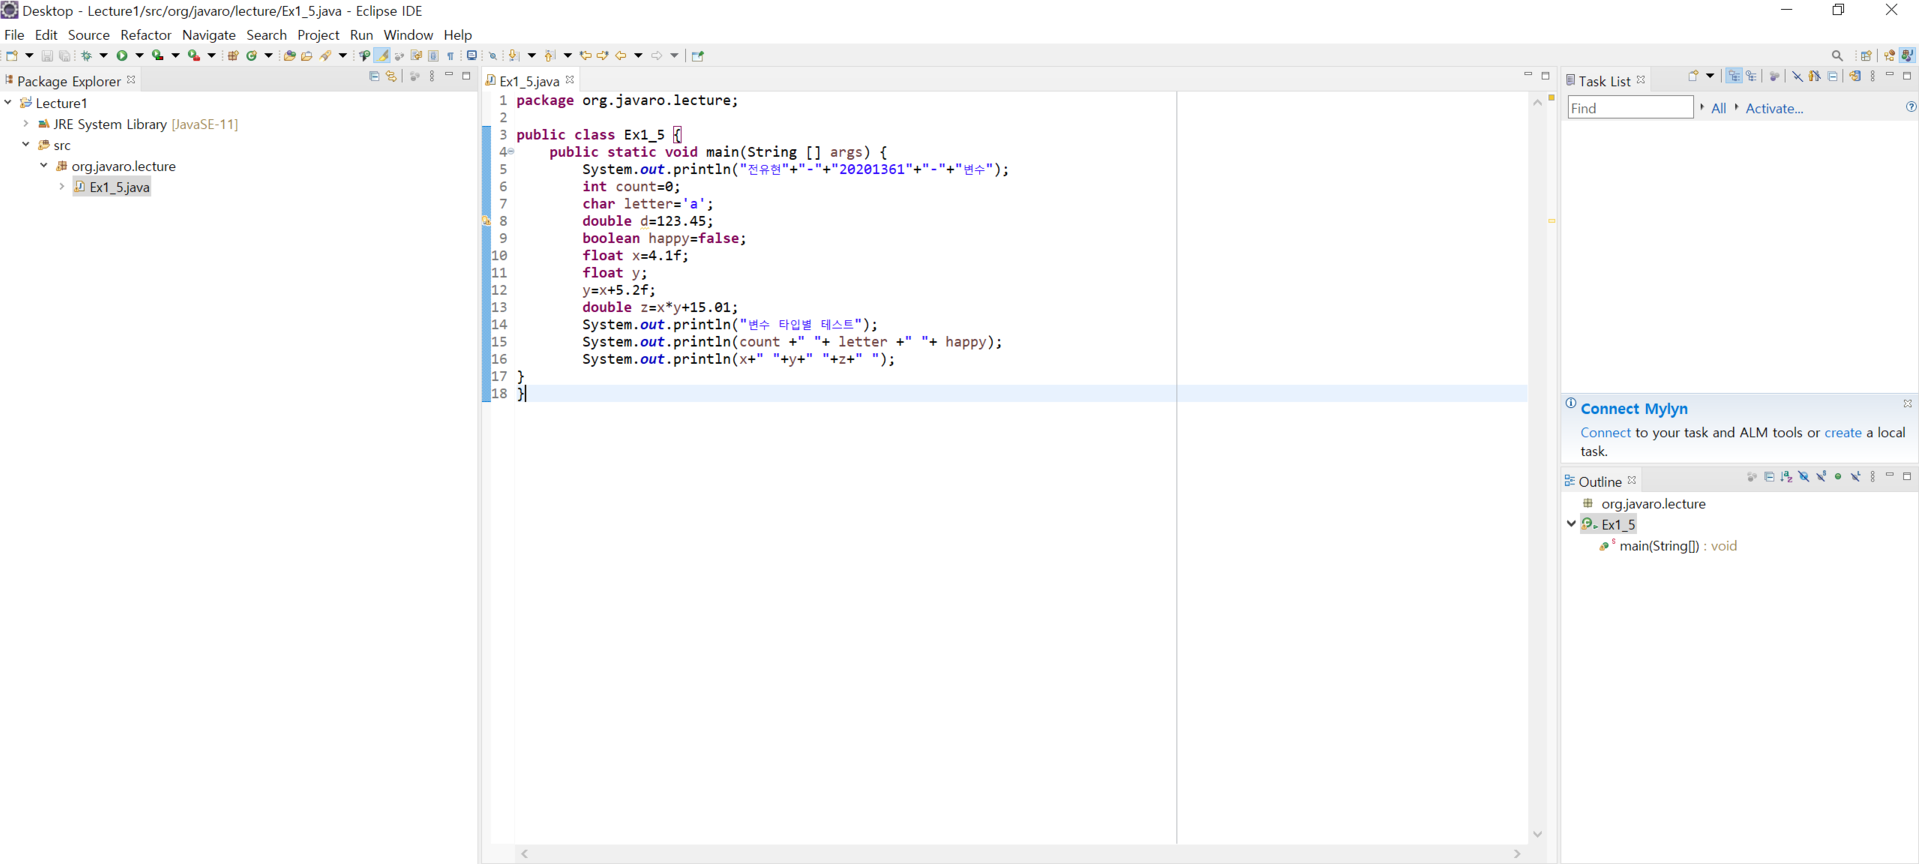 Desktop - Lecture1/src/org/javaro/lecture/Ex1_5.java - Eclipse IDE
File Edit Source Refactor Navigate Search Project Run Window Help
Package Explorer
Lecture1
JRE System Library [JavaSE-11]
src
org.javaro.lecture
Ex1_5.java
Ex1_5.java
1 package org.javaro.lecture;
2
3 public class Ex1_5 {
4 public static void main(String [] args) {
5 System.out.println("전유현"+"-"+"20201361"+"-"+"변수");
6 int count=0;
7 char letter='a';
8 double d=123.45;
9 boolean happy=false;
10 float x=4.1f;
11 float y;
12 y=x+5.2f;
13 double z=x*y+15.01;
14 System.out.println("변수 타입별 테스트");
15 System.out.println(count +" "+ letter +" "+ happy);
16 System.out.println(x+" "+y+" "+z+" ");
17 }
18 }
Task List
Find All Activate...
Connect Mylyn
Connect to your task and ALM tools or create a local
task.
Outline
org.javaro.lecture
Ex1_5
main(String[]) : void